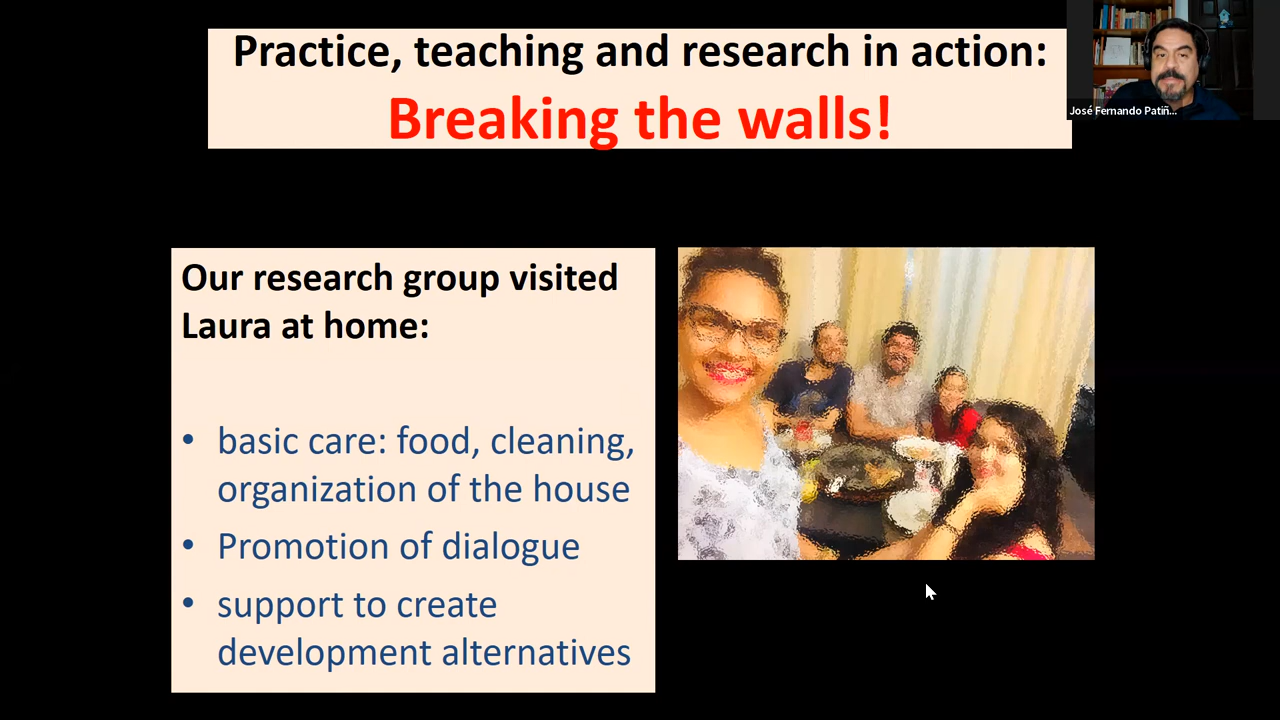 Practice, teaching and research in action:
Breaking the walls!
José Fernando Patiñ...
Our research group visited
Laura at home:
• basic care: food, cleaning,
organization of the house
• Promotion of dialogue
• support to create
development alternatives